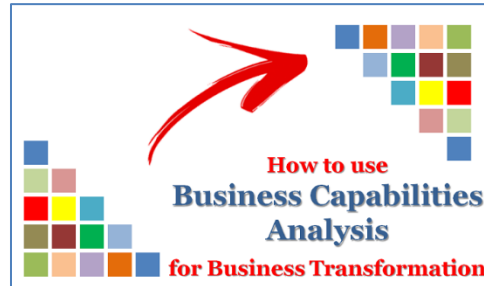 How to use
Business Capabilities
Analysis
for Business Transformation